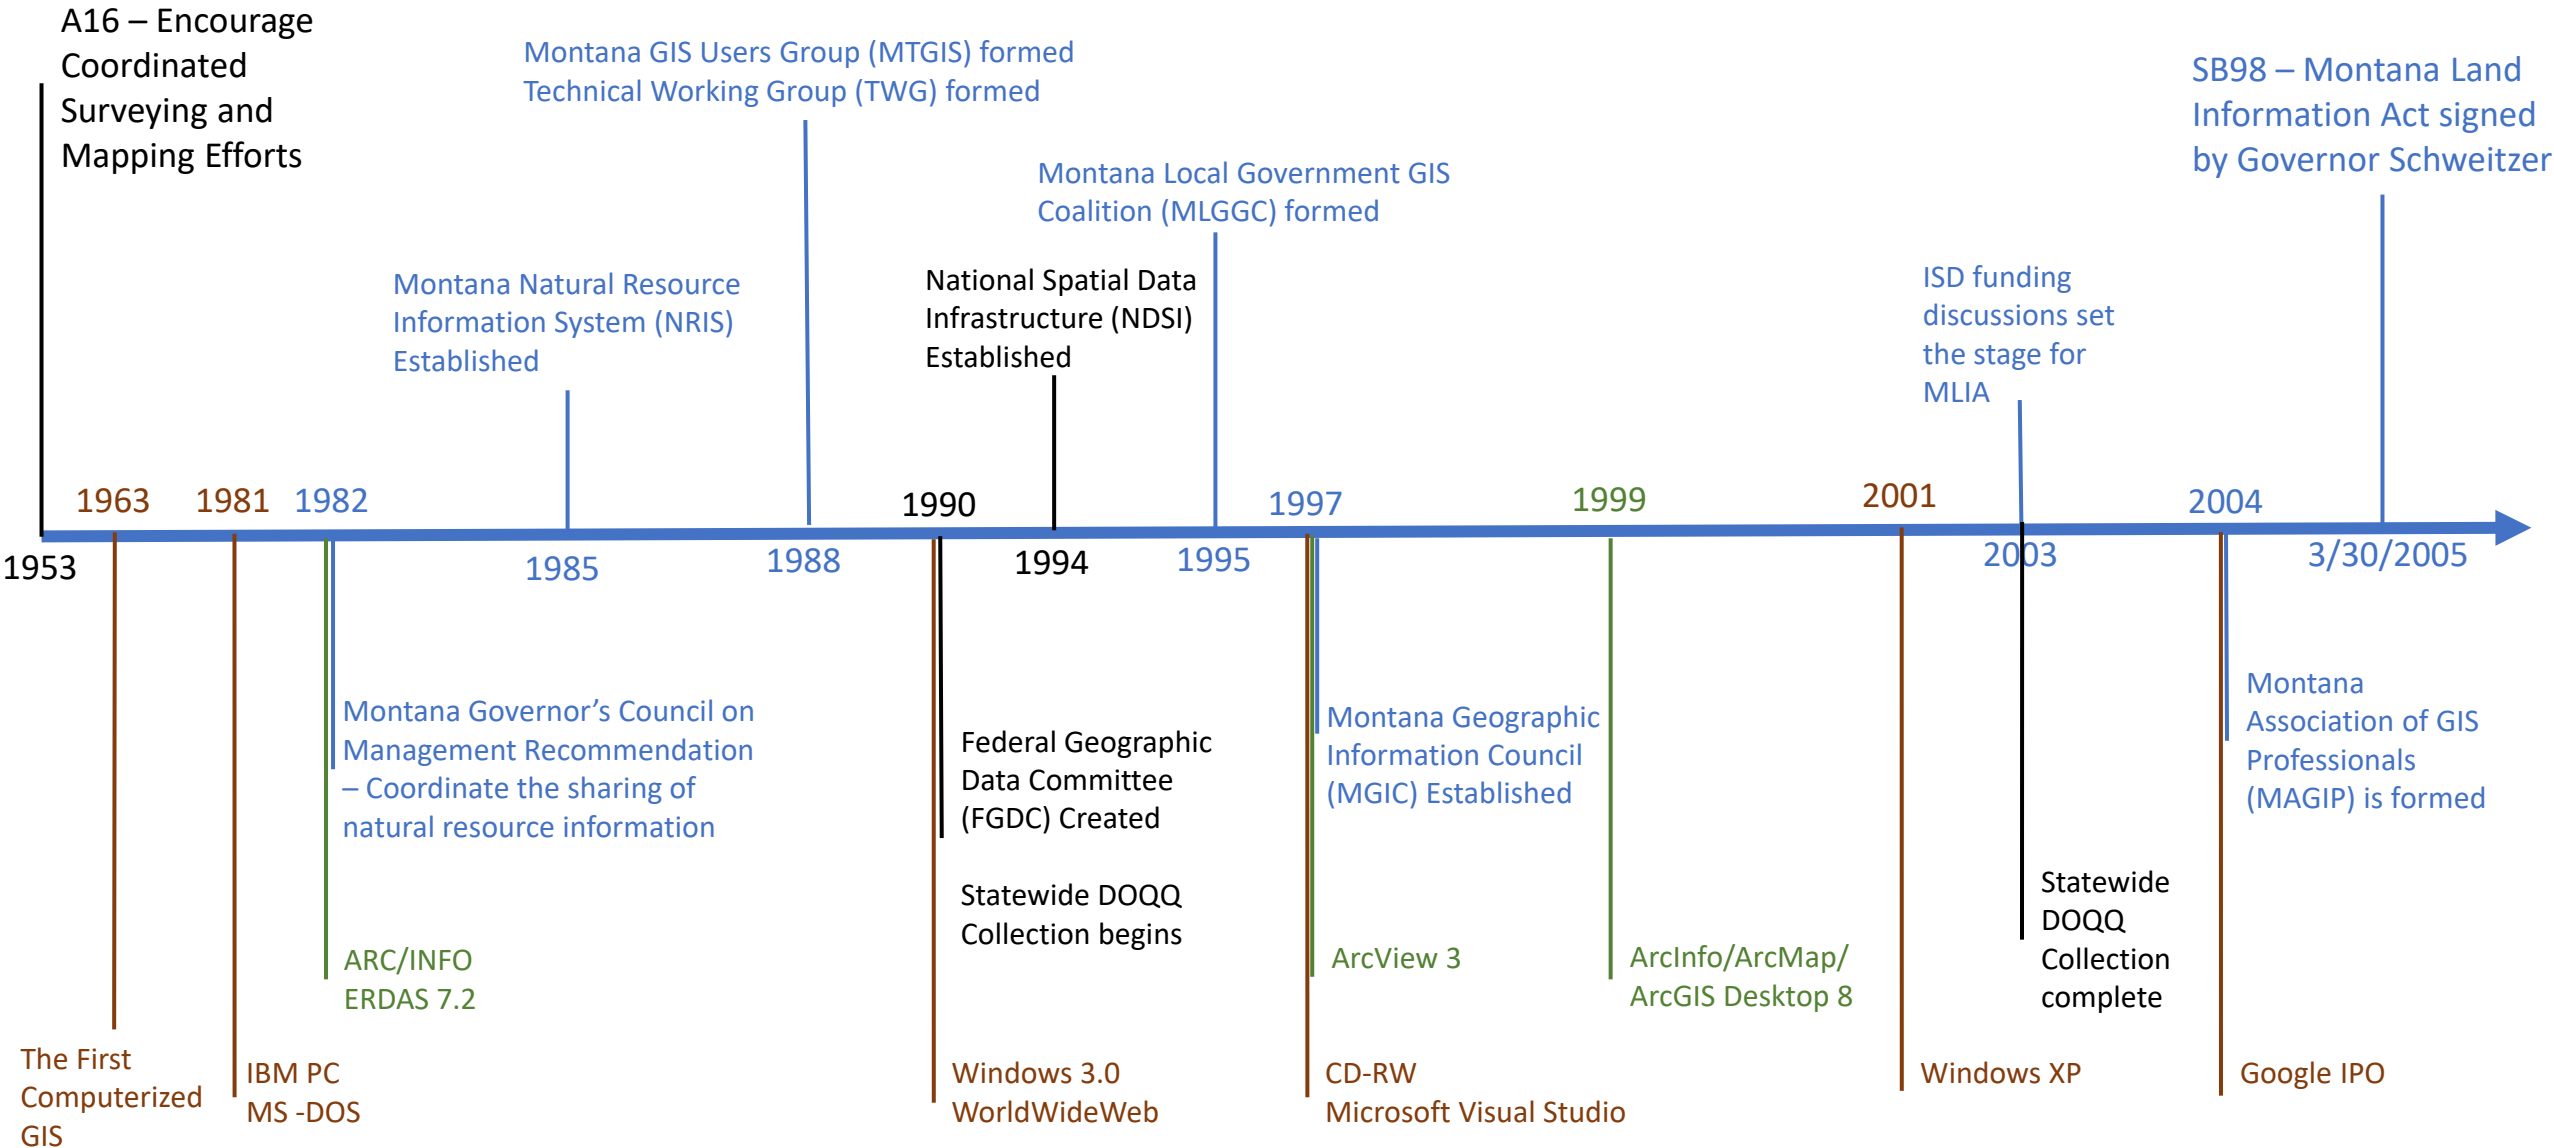 A16 – Encourage
Coordinated
Surveying and
Mapping Efforts
Montana GIS Users Group (MTGIS) formed
Technical Working Group (TWG) formed
SB98 – Montana Land
Information Act signed
by Governor Schweitzer
Montana Local Government GIS
Coalition (MLGGC) formed
Montana Natural Resource
Information System (NRIS)
Established
National Spatial Data
Infrastructure (NDSI)
Established
ISD funding
discussions set
the stage for
MLIA
1963
1981
1982
1990
1997
1999
2001
2004
1953
1985
1988
1994
1995
2003
3/30/2005
Montana Governor’s Council on
Management Recommendation
– Coordinate the sharing of
natural resource information
Federal Geographic
Data Committee
(FGDC) Created
Statewide DOQQ
Collection begins
Montana Geographic
Information Council
(MGIC) Established
Montana
Association of GIS
Professionals
(MAGIP) is formed
Statewide
DOQQ
Collection
complete
ARC/INFO
ERDAS 7.2
ArcView 3
ArcInfo/ArcMap/
ArcGIS Desktop 8
The First
Computerized
GIS
IBM PC
MS -DOS
Windows 3.0
WorldWideWeb
CD-RW
Microsoft Visual Studio
Windows XP
Google IPO